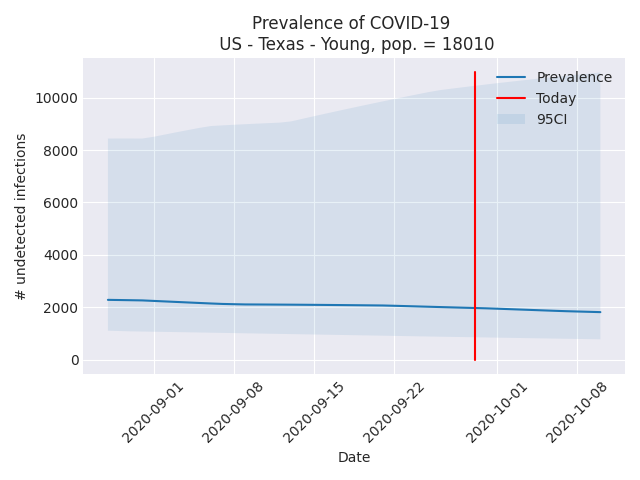 Prevalence of COVID-19
US - Texas - Young, pop. = 18010
# undetected infections
10000
8000
6000
4000
2000
0
Prevalence
Today
95CI
2020-09-01
2020-09-08
2020-09-15
2020-09-22
2020-10-01
2020-10-08
Date